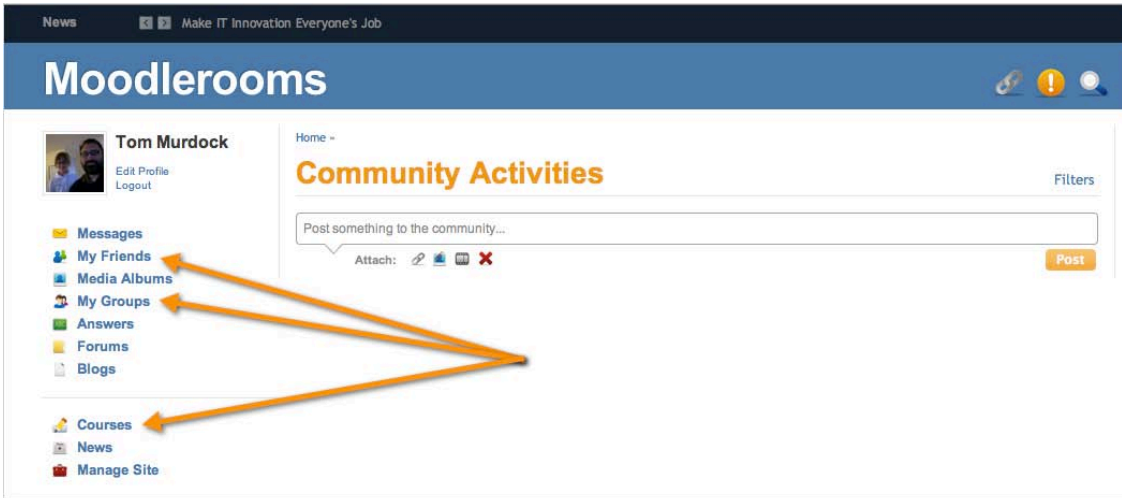 News Make IT Innovation Everyone's Job
Moodlerooms
Tom Murdock
Edit Profile
Logout
Messages
My Friends
Media Albums
My Groups
Answers
Forums
Blogs
Courses
News
Manage Site
Home »
Community Activities
Filters
Post something to the community...
Attach:
Post